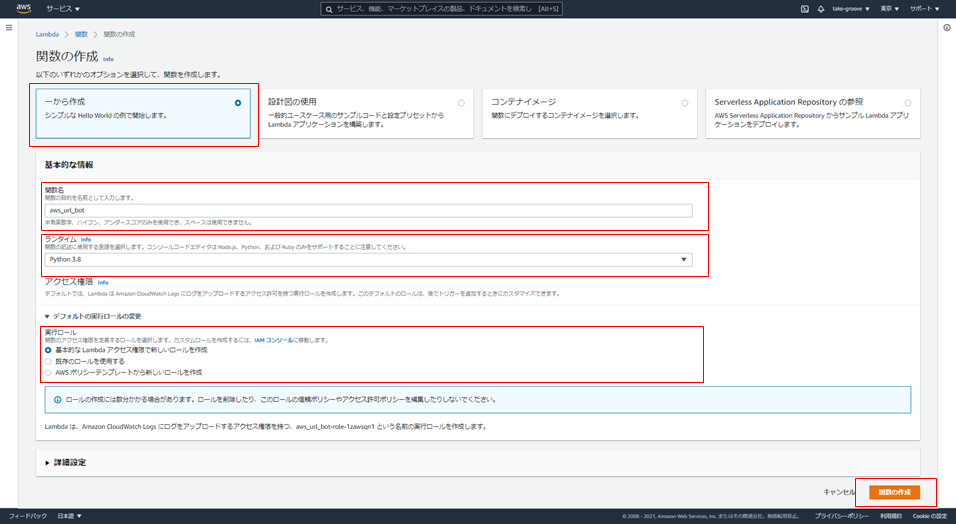 aws サービス サービス、機能、マーケットプレイスの製品、ドキュメントを検索し [Alt+S] take-groove 東京 サポート
Lambda 関数 関数の作成
関数の作成 Info
以下のいずれかのオプションを選択して、関数を作成します。
一から作成
シンプルな Hello World の例で開始します。
設計図の使用
一般的ユースケース用のサンプルコードと設定プリセットから
Lambda アプリケーションを構築します。
コンテナイメージ
関数にデプロイするコンテナイメージを選択します。
Serverless Application Repository の参照
AWS Serverless Application Repository からサンプル Lambda アプリ
ケーションをデプロイします。
基本的な情報
関数名
関数の目的を名前として入力します。
aws_url_bot
半角英数字、ハイフン、アンダースコアのみを使用でき、スペースは使用できません。
ランタイム Info
関数の記述に使用する言語を選択します。コンソールコードエディタは Node.js、Python、および Ruby のみをサポートすることに注意してください。
Python 3.8
アクセス権限 Info
デフォルトでは、Lambda は Amazon CloudWatch Logs にログをアップロードするアクセス許可を持つ実行ロールを作成します。このデフォルトのロールは、後でトリガーを追加するときにカスタマイズできます。
デフォルトの実行ロールの変更
実行ロール
関数のアクセス権限を定義するロールを選択します。カスタムロールを作成するには、IAM コンソールに移動します。
基本的な Lambda アクセス権限で新しいロールを作成
既存のロールを使用する
AWS ポリシーテンプレートから新しいロールを作成
ロールの作成には数分かかる場合があります。ロールを削除したり、このロールの信頼ポリシーやアクセス許可ポリシーを編集したりしないでください。
Lambda は、Amazon CloudWatch Logs にログをアップロードするアクセス権限を持つ、aws_url_bot-role-1zawsqn1 という名前の実行ロールを作成します。
詳細設定
キャンセル 関数の作成
フィードバック 日本語 © 2008 - 2021, Amazon Web Services, Inc. またはその関連会社。無断転用禁止。 プライバシーポリシー 利用規約 Cookie の設定